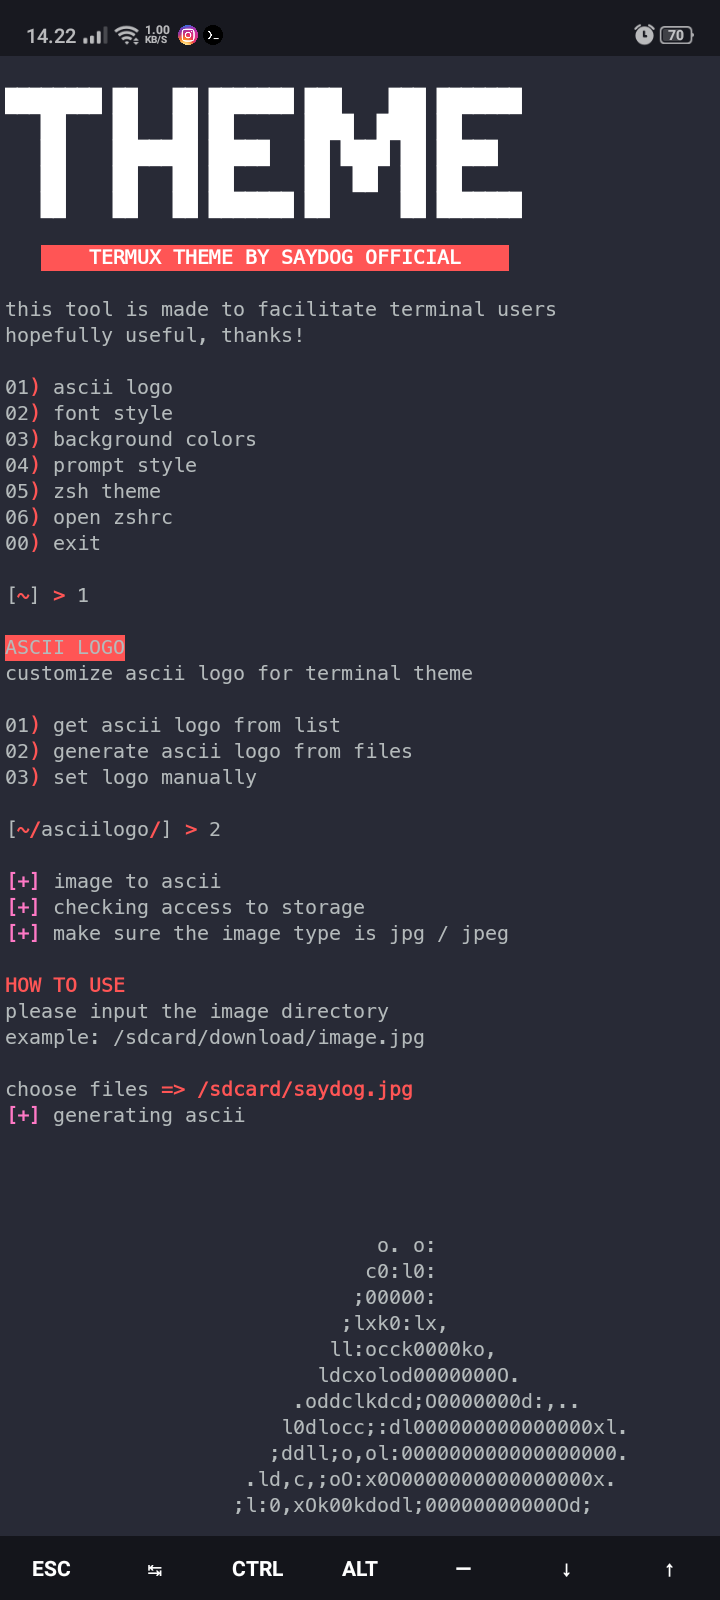 14.22 1.00 KB/S 70
THEME
TERMUX THEME BY SAYDOG OFFICIAL
this tool is made to facilitate terminal users
hopefully useful, thanks!
01) ascii logo
02) font style
03) background colors
04) prompt style
05) zsh theme
06) open zshrc
00) exit
[~] > 1
ASCII LOGO
customize ascii logo for terminal theme
01) get ascii logo from list
02) generate ascii logo from files
03) set logo manually
[~/asciilogo/] > 2
[+] image to ascii
[+] checking access to storage
[+] make sure the image type is jpg / jpeg
HOW TO USE
please input the image directory
example: /sdcard/download/image.jpg
choose files => /sdcard/saydog.jpg
[+] generating ascii
o. o:
c0:l0:
;00000:
;lxk0:lx,
ll:occk0000ko,
ldcxolod0000000O.
.oddclkdcd;O0000000d:,..
l0dlocc;:dl000000000000000xl.
;ddll;o,ol:000000000000000000.
.ld,c,;oO:x0O0000000000000000x.
;l:0,xOk00kdodl;00000000000Od;
ESC ↹ CTRL ALT — ↓ ↑